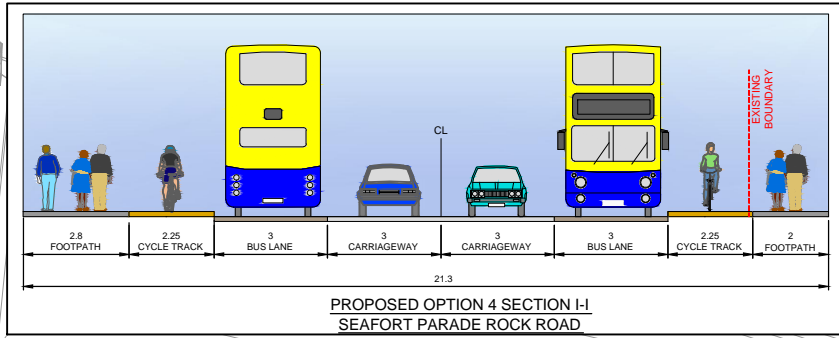 CL
EXISTING
BOUNDARY
2.8
FOOTPATH
2.25
CYCLE TRACK
3
BUS LANE
3
CARRIAGEWAY
3
CARRIAGEWAY
3
BUS LANE
2.25
CYCLE TRACK
2
FOOTPATH
21.3
PROPOSED OPTION 4 SECTION I-I
SEAFORT PARADE ROCK ROAD